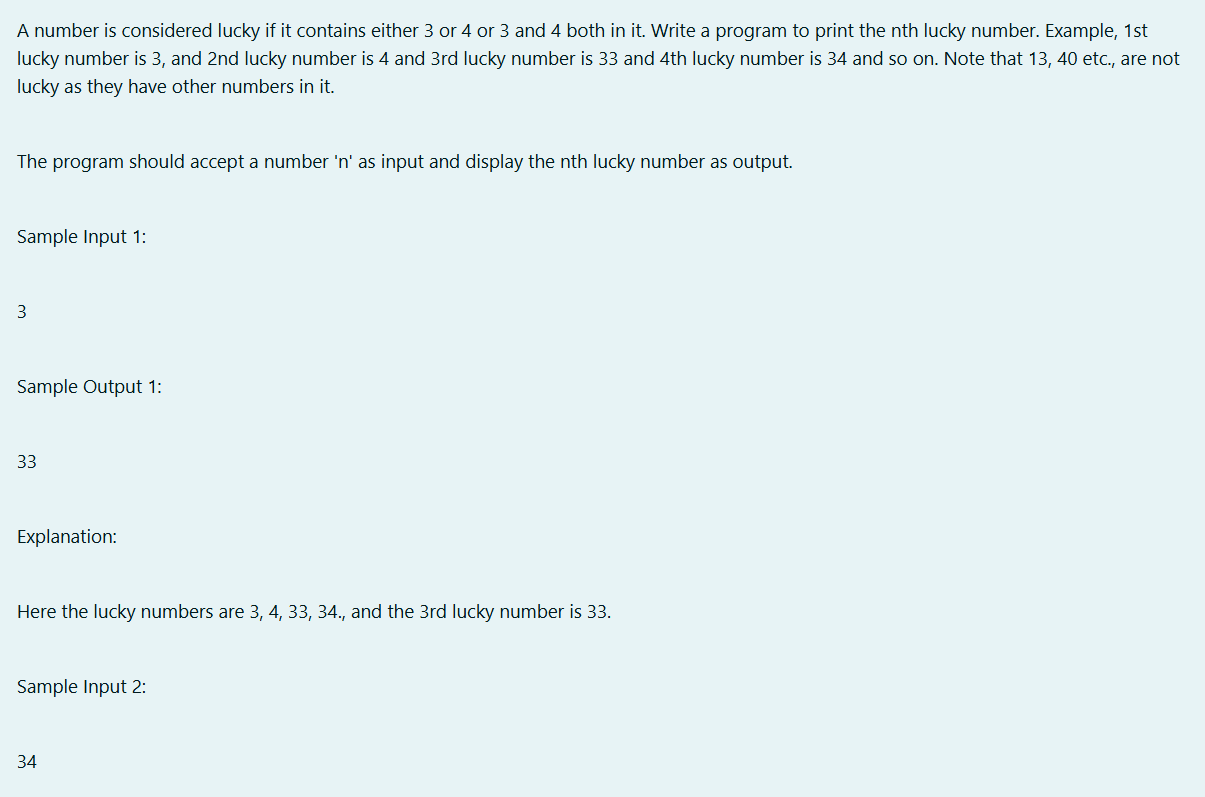 A number is considered lucky if it contains either 3 or 4 or 3 and 4 both in it. Write a program to print the nth lucky number. Example, 1st
lucky number is 3, and 2nd lucky number is 4 and 3rd lucky number is 33 and 4th lucky number is 34 and so on. Note that 13, 40 etc., are not
lucky as they have other numbers in it.
The program should accept a number 'n' as input and display the nth lucky number as output.
Sample Input 1:
3
Sample Output 1:
33
Explanation:
Here the lucky numbers are 3, 4, 33, 34., and the 3rd lucky number is 33.
Sample Input 2:
34